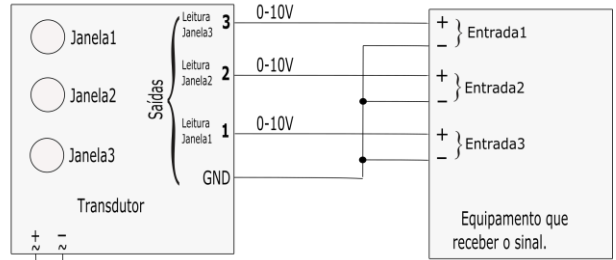 Janela1
Janela2
Janela3
Transdutor
+ −
~ ~
Saídas
Leitura
Janela3
3
0-10V
Leitura
Janela2
2
0-10V
Leitura
Janela1
1
0-10V
GND
+
−
} Entrada1
+
−
} Entrada2
+
−
} Entrada3
Equipamento que
receber o sinal.